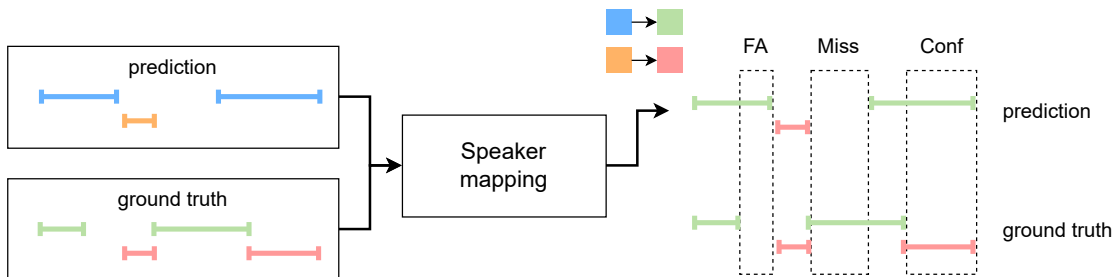 prediction
ground truth
Speaker
mapping
FA
Miss
Conf
prediction
ground truth